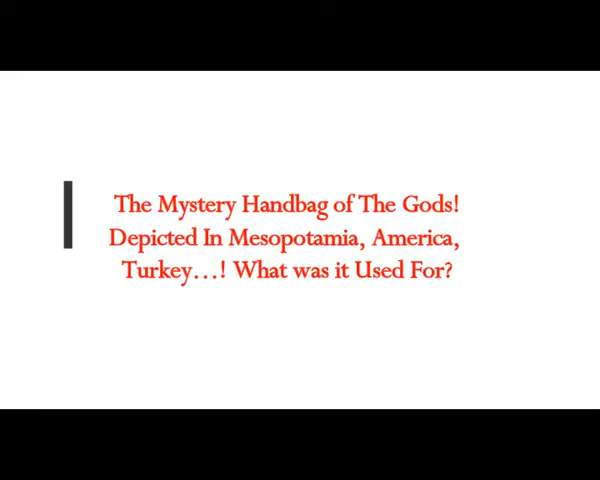 The Mystery Handbag of The Gods!
Depicted In Mesopotamia, America,
Turkey...! What was it Used For?